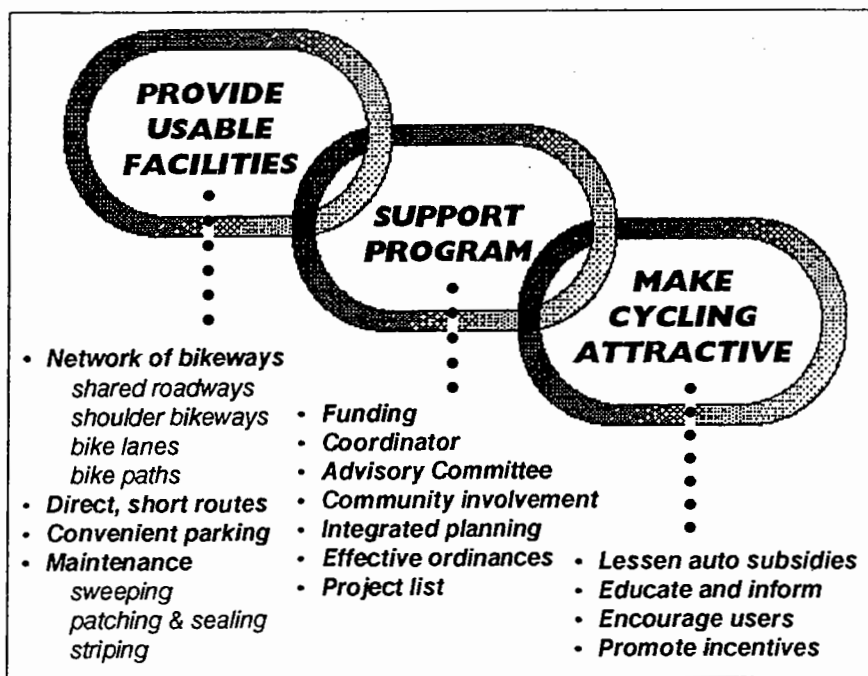 PROVIDE
USABLE
FACILITIES
• Network of bikeways
shared roadways
shoulder bikeways
bike lanes
bike paths
• Direct, short routes
• Convenient parking
• Maintenance
sweeping
patching & sealing
striping
SUPPORT
PROGRAM
• Funding
• Coordinator
• Advisory Committee
• Community involvement
• Integrated planning
• Effective ordinances
• Project list
MAKE
CYCLING
ATTRACTIVE
• Lessen auto subsidies
• Educate and inform
• Encourage users
• Promote incentives